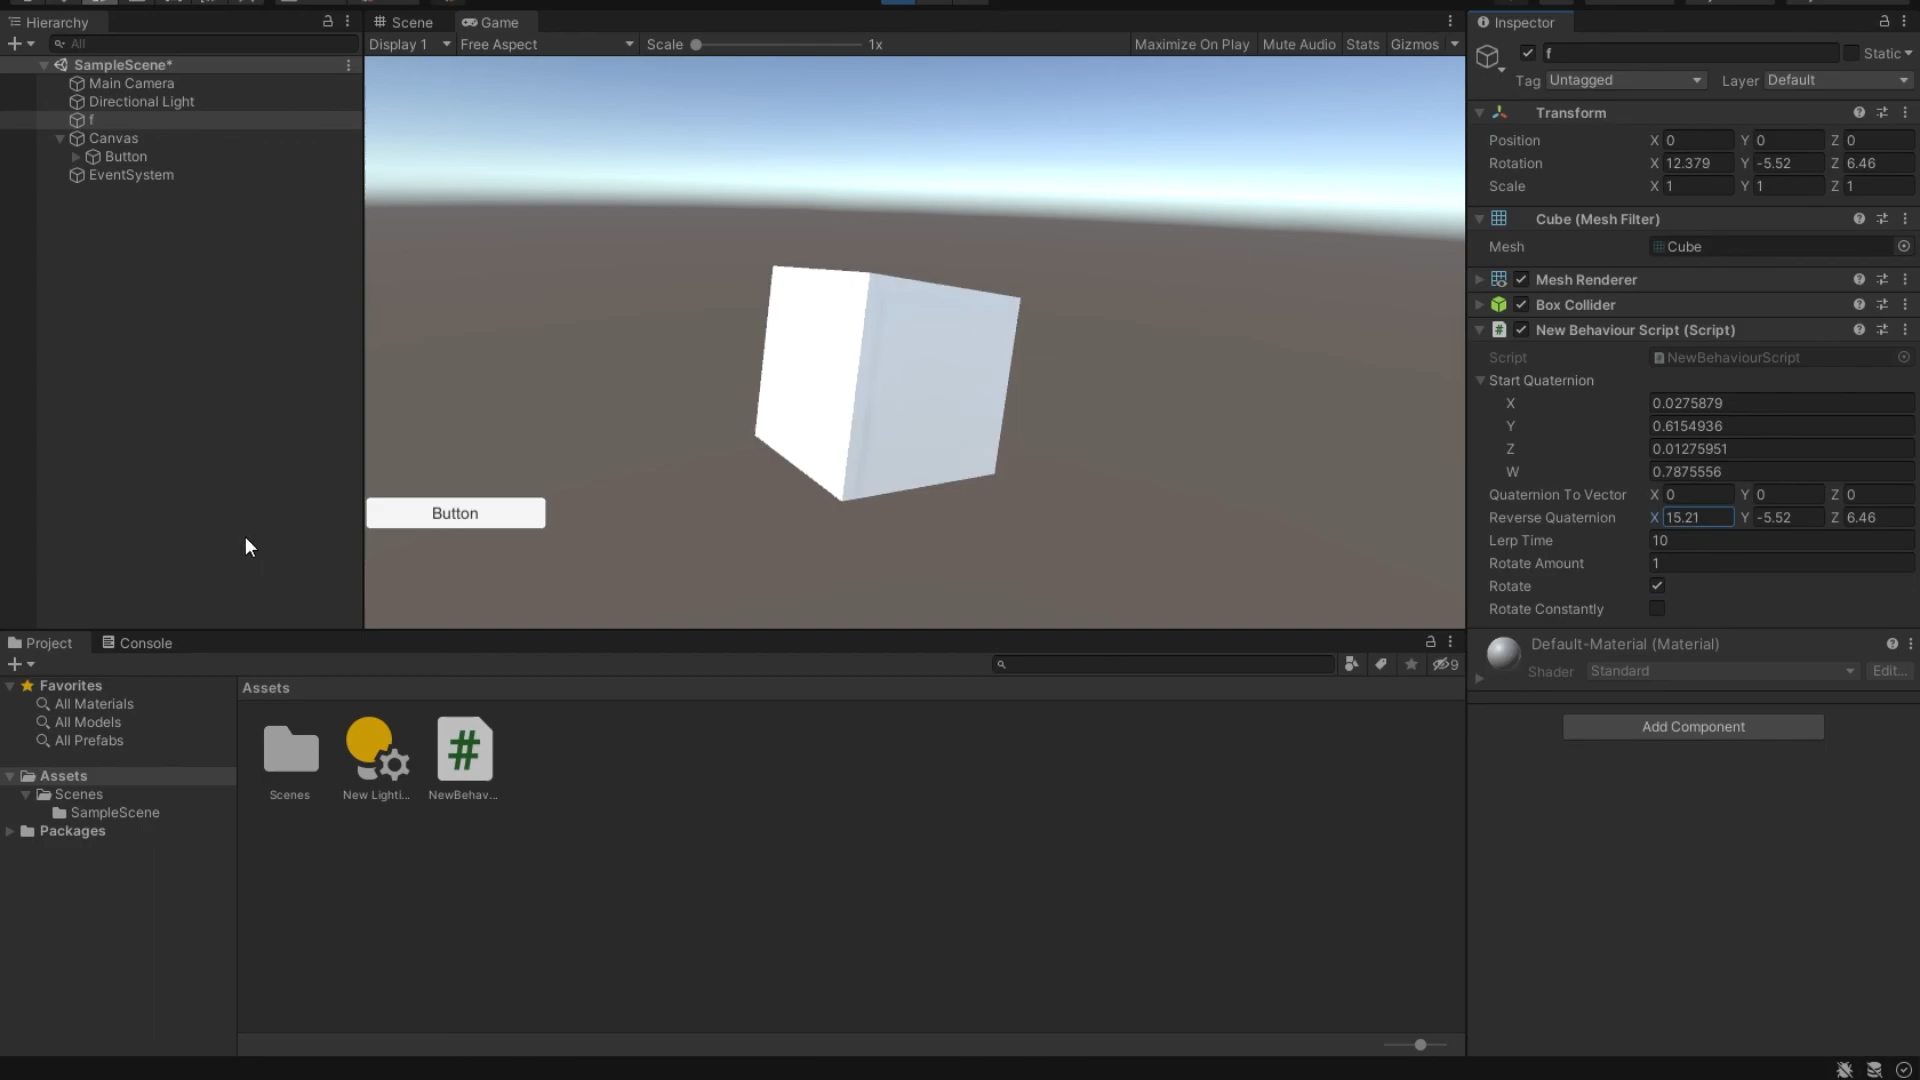 Hierarchy
Scene
Game
Inspector
All
Display 1
Free Aspect
Scale
1x
Maximize On Play
Mute Audio
Stats
Gizmos
f
Static
Tag
Untagged
Layer
Default
SampleScene*
Main Camera
Directional Light
f
Canvas
Button
EventSystem
Button
Transform
Position
X 0
Y 0
Z 0
Rotation
X 12.379
Y -5.52
Z 6.46
Scale
X 1
Y 1
Z 1
Cube (Mesh Filter)
Mesh
Cube
Mesh Renderer
Box Collider
# New Behaviour Script (Script)
Script
NewBehaviourScript
Start Quaternion
X
0.0275879
Y
0.6154936
Z
0.01275951
W
0.7875556
Quaternion To Vector
X 0
Y 0
Z 0
Reverse Quaternion
X 15.21
Y -5.52
Z 6.46
Lerp Time
10
Rotate Amount
1
Rotate
Rotate Constantly
Default-Material (Material)
Shader
Standard
Edit...
Add Component
Project
Console
9
Favorites
All Materials
All Models
All Prefabs
Assets
Scenes
SampleScene
Packages
Assets
#
Scenes
New Lighti...
NewBehav...